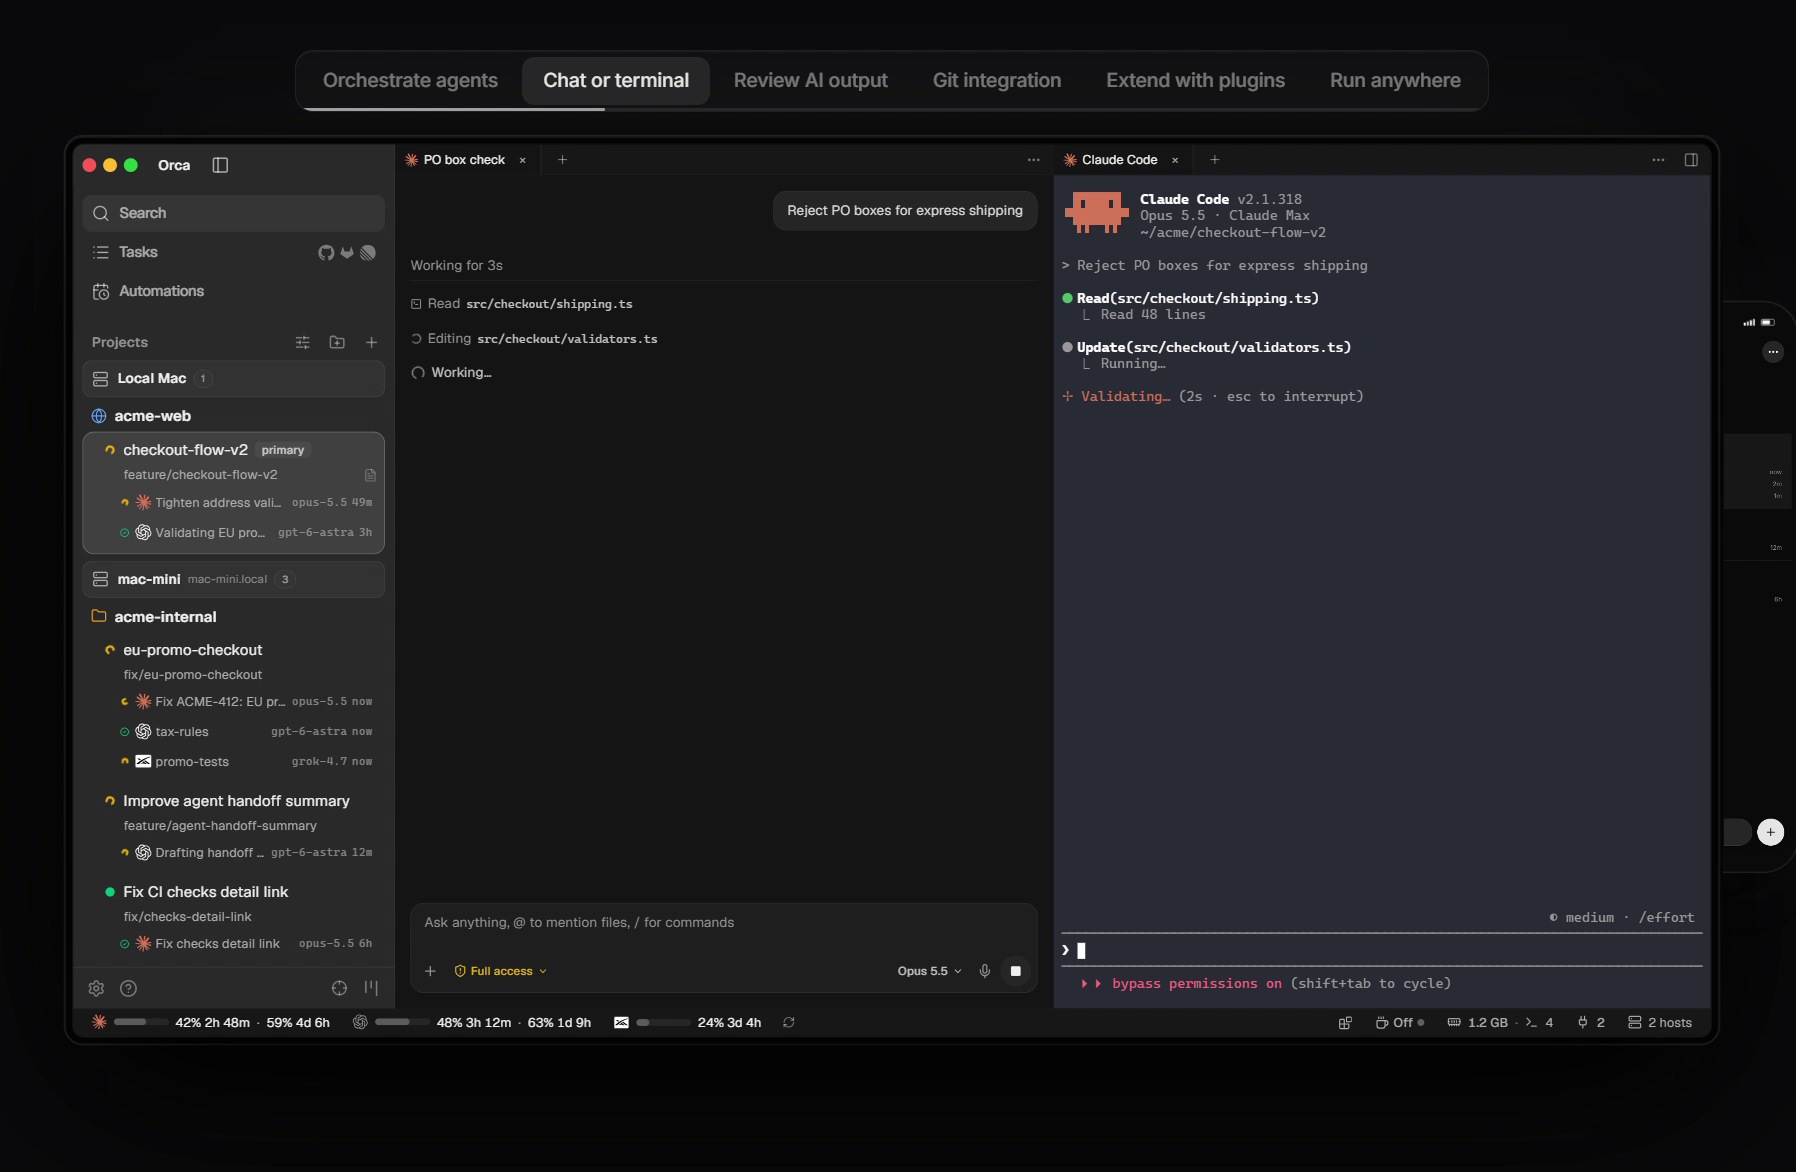 Orchestrate agents
Chat or terminal
Review AI output
Git integration
Extend with plugins
Run anywhere
Orca
Search
Tasks
Automations
Projects
Local Mac 1
acme-web
checkout-flow-v2 primary
feature/checkout-flow-v2
Tighten address vali… opus-5.5 49m
Validating EU pro… gpt-6-astra 3h
mac-mini mac-mini.local 3
acme-internal
eu-promo-checkout
fix/eu-promo-checkout
Fix ACME-412: EU pr… opus-5.5 now
tax-rules gpt-6-astra now
promo-tests grok-4.7 now
Improve agent handoff summary
feature/agent-handoff-summary
Drafting handoff … gpt-6-astra 12m
Fix CI checks detail link
fix/checks-detail-link
Fix checks detail link opus-5.5 6h
PO box check ×
Reject PO boxes for express shipping
Working for 3s
Read src/checkout/shipping.ts
Editing src/checkout/validators.ts
Working…
Ask anything, @ to mention files, / for commands
Full access
Opus 5.5
Claude Code ×
Claude Code v2.1.318
Opus 5.5 · Claude Max
~/acme/checkout-flow-v2
> Reject PO boxes for express shipping
Read(src/checkout/shipping.ts)
Read 48 lines
Update(src/checkout/validators.ts)
Running…
Validating… (2s · esc to interrupt)
medium · /effort
❯
bypass permissions on (shift+tab to cycle)
42% 2h 48m · 59% 4d 6h
48% 3h 12m · 63% 1d 9h
24% 3d 4h
Off
1.2 GB · 4
2
2 hosts
now
2m
1m
12m
6h